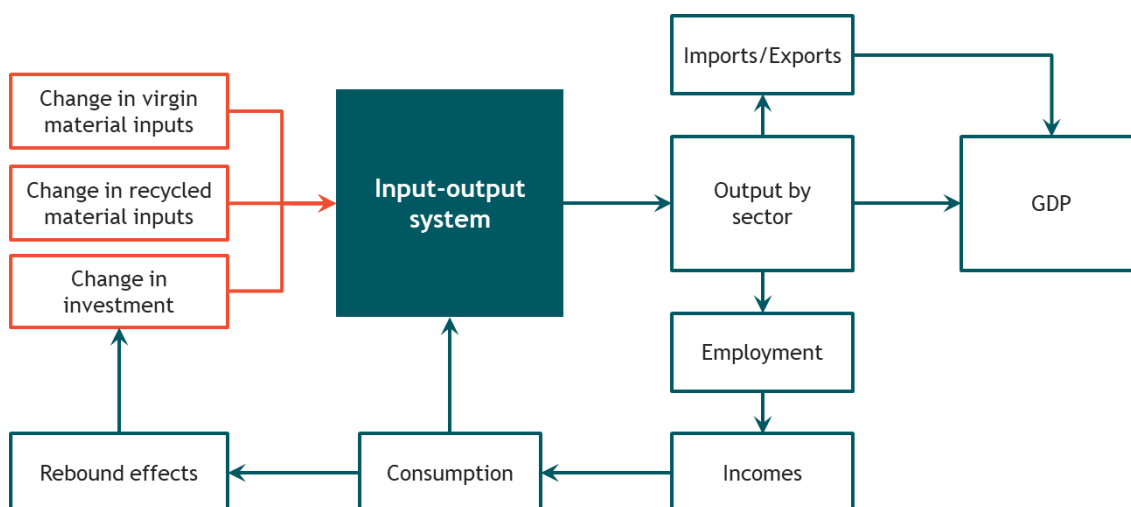 Imports/Exports
Change in virgin
material inputs
Change in recycled
material inputs
Change in
investment
Input-output
system
Output by
sector
GDP
Employment
Rebound effects
Consumption
Incomes